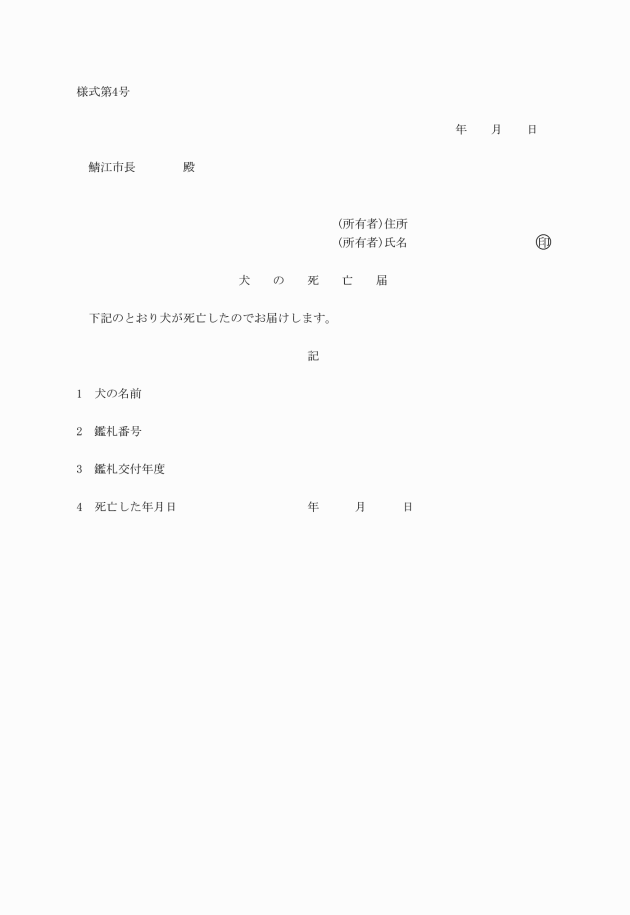 様式第4号
年　　月　　日
鯖江市長　　　　殿
(所有者)住所
(所有者)氏名　　　　　　　　　　　㊞
犬　の　死　亡　届
下記のとおり犬が死亡したのでお届けします。
記
1　犬の名前
2　鑑札番号
3　鑑札交付年度
4　死亡した年月日　　　　　　　　　　　年　　　月　　　日